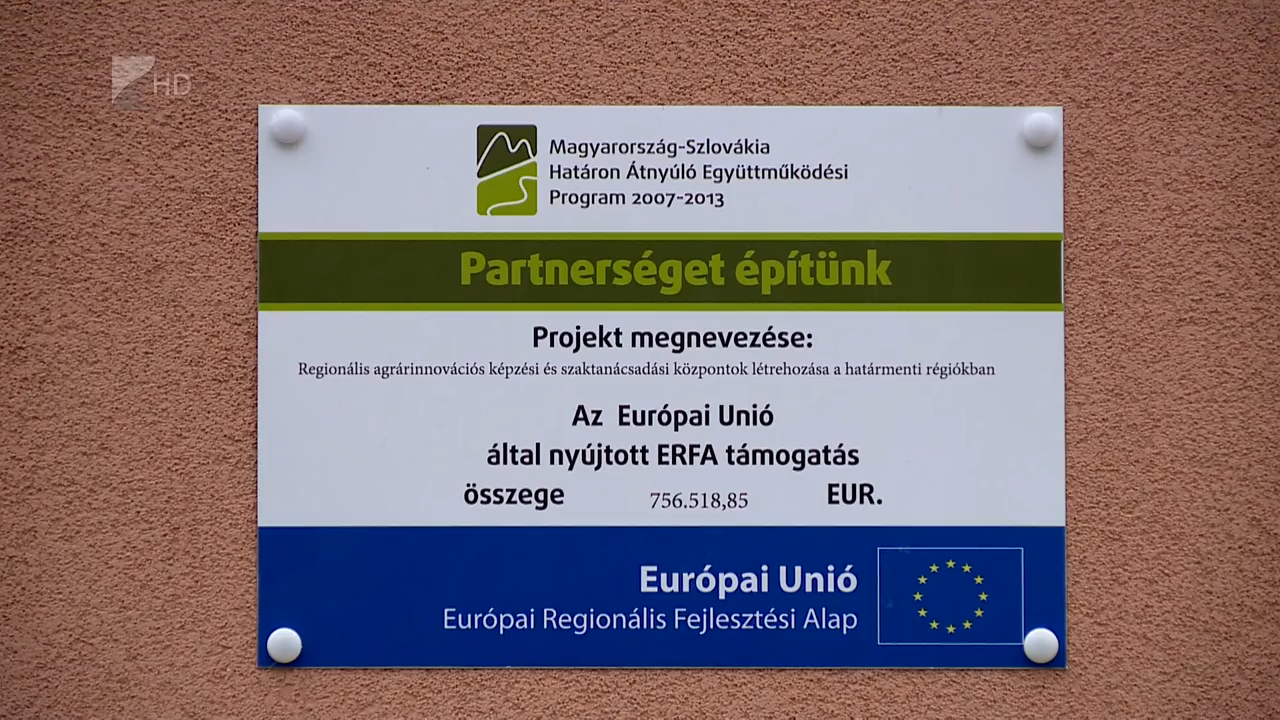 HD
Magyarország-Szlovákia
Határon Átnyúló Együttműködési
Program 2007-2013
Partnerséget építünk
Projekt megnevezése:
Regionális agrárinnovációs képzési és szaktanácsadási központok létrehozása a határmenti régiókban
Az Európai Unió
által nyújtott ERFA támogatás
összege 756.518,85 EUR.
Európai Unió
Európai Regionális Fejlesztési Alap